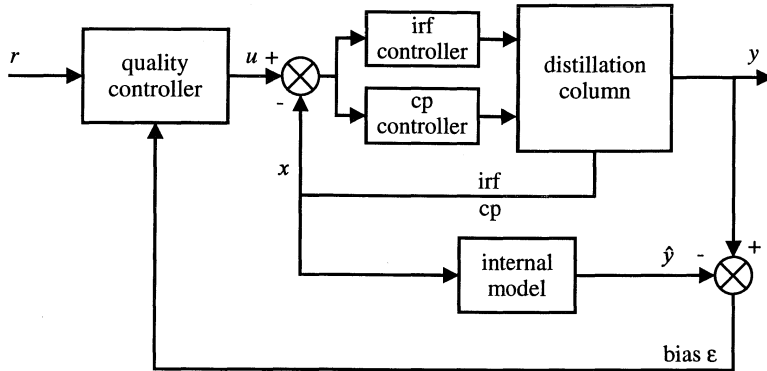 r
quality
controller
u
+
-
irf
controller
cp
controller
distillation
column
y
x
irf
cp
internal
model
ŷ
-
+
bias ε